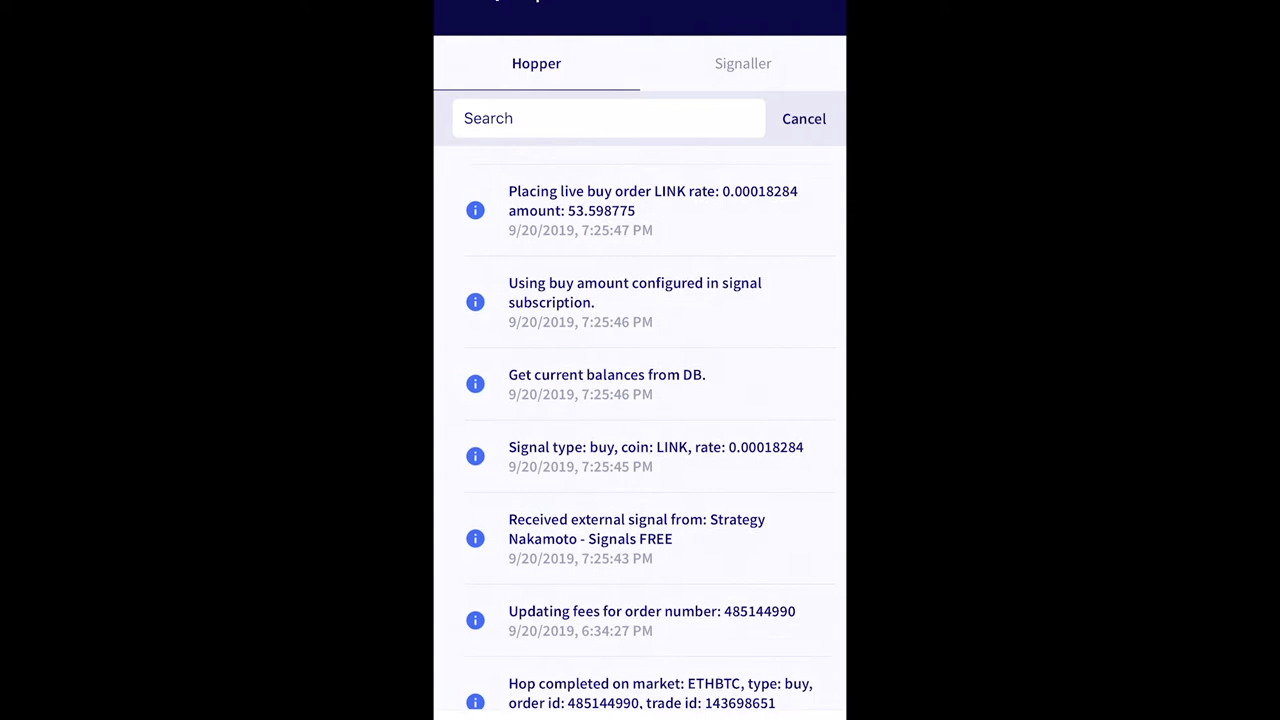 Hopper
Signaller
Search
Cancel
Placing live buy order LINK rate: 0.00018284
amount: 53.598775
9/20/2019, 7:25:47 PM
Using buy amount configured in signal
subscription.
9/20/2019, 7:25:46 PM
Get current balances from DB.
9/20/2019, 7:25:46 PM
Signal type: buy, coin: LINK, rate: 0.00018284
9/20/2019, 7:25:45 PM
Received external signal from: Strategy
Nakamoto - Signals FREE
9/20/2019, 7:25:43 PM
Updating fees for order number: 485144990
9/20/2019, 6:34:27 PM
Hop completed on market: ETHBTC, type: buy,
order id: 485144990, trade id: 143698651